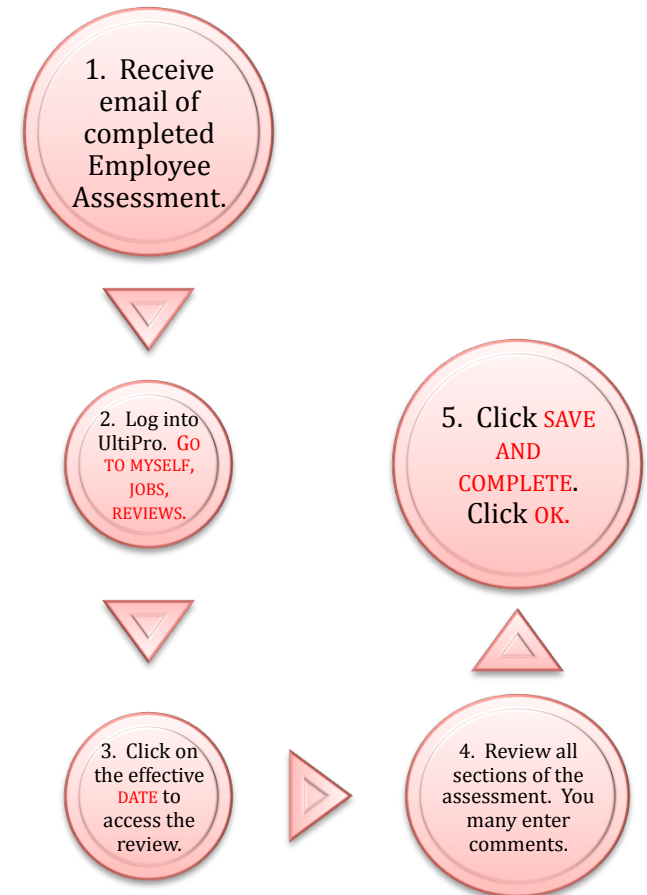 1. Receive
email of
completed
Employee
Assessment.
2. Log into
UltiPro. GO
TO MYSELF,
JOBS,
REVIEWS.
3. Click on
the effective
DATE to
access the
review.
4. Review all
sections of the
assessment. You
many enter
comments.
5. Click SAVE
AND
COMPLETE.
Click OK.